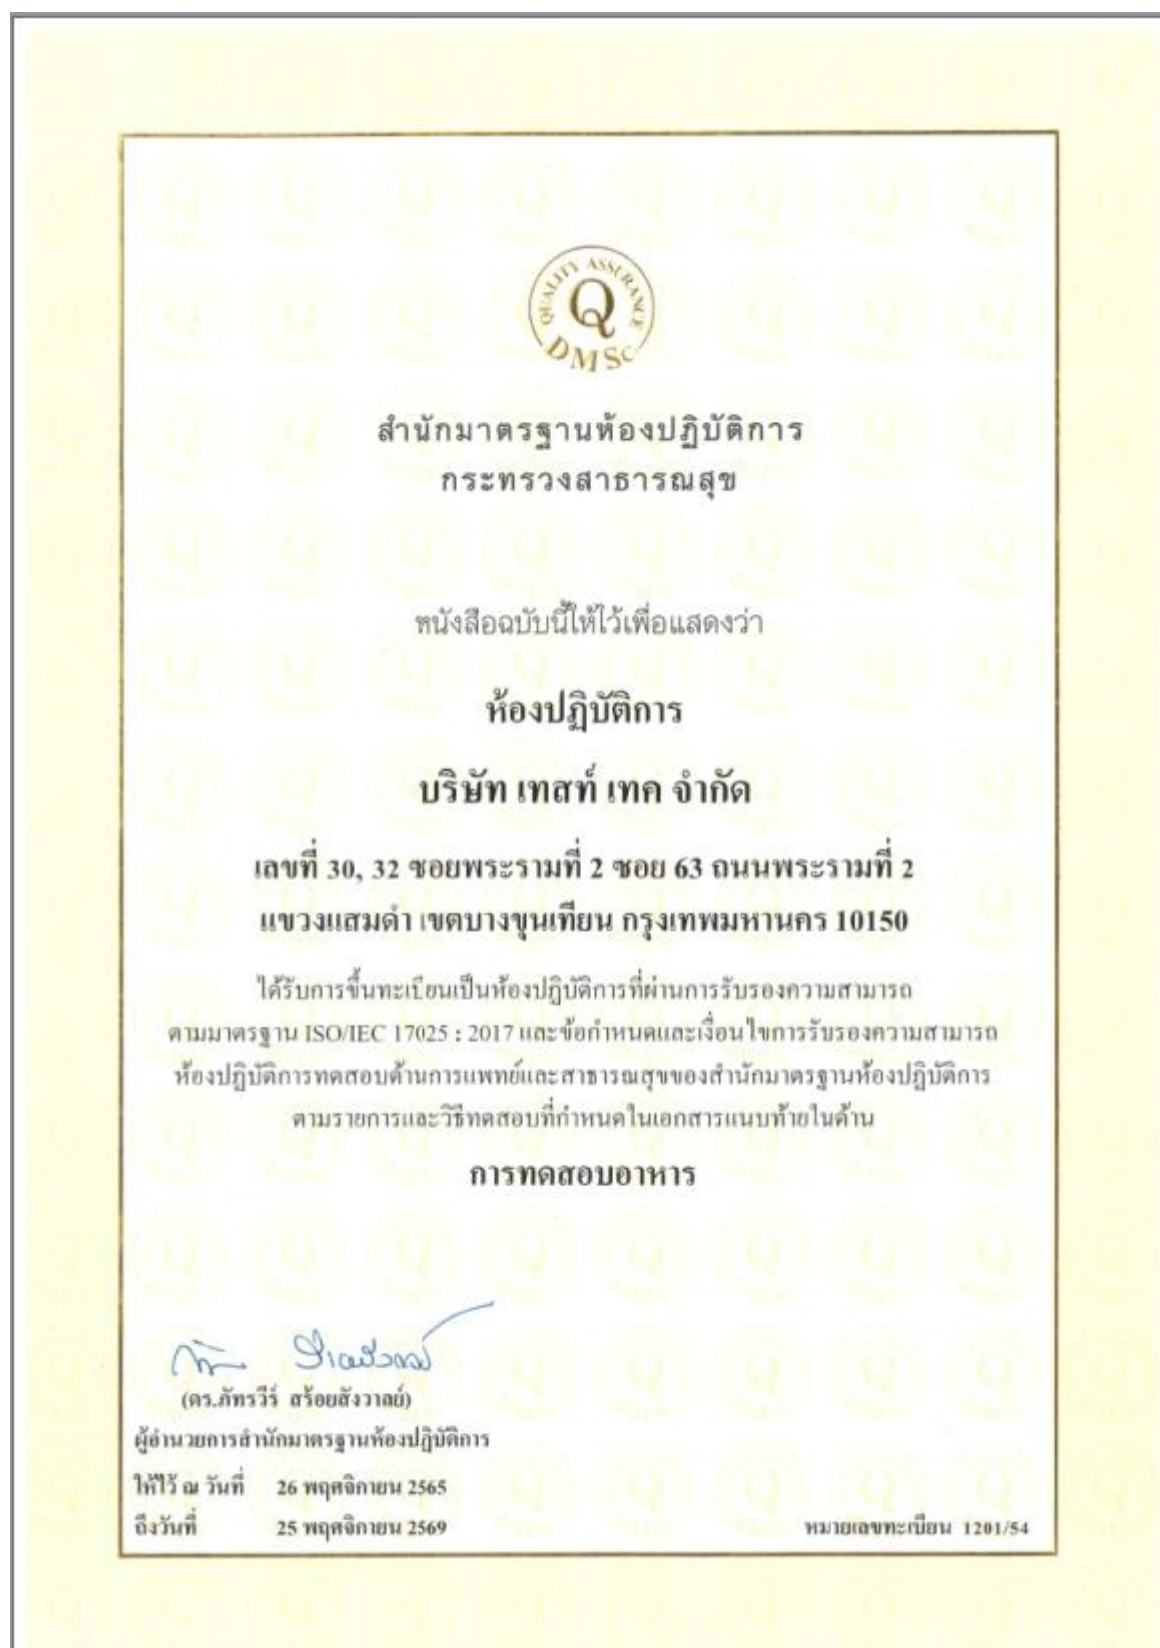 QUALITY ASSURANCE
Q
DMSc
สำนักมาตรฐานห้องปฏิบัติการ
กระทรวงสาธารณสุข
หนังสือฉบับนี้ให้ไว้เพื่อแสดงว่า
ห้องปฏิบัติการ
บริษัท เทสท์ เทค จำกัด
เลขที่ 30, 32 ซอยพระรามที่ 2 ซอย 63 ถนนพระรามที่ 2
แขวงแสมดำ เขตบางขุนเทียน กรุงเทพมหานคร 10150
ได้รับการขึ้นทะเบียนเป็นห้องปฏิบัติการที่ผ่านการรับรองความสามารถ
ตามมาตรฐาน ISO/IEC 17025 : 2017 และข้อกำหนดและเงื่อนไขการรับรองความสามารถ
ห้องปฏิบัติการทดสอบด้านการแพทย์และสาธารณสุขของสำนักมาตรฐานห้องปฏิบัติการ
ตามรายการและวิธีทดสอบที่กำหนดในเอกสารแนบท้ายในด้าน
การทดสอบอาหาร
(ดร.ภัทรวีร์ สร้อยสังวาลย์)
ผู้อำนวยการสำนักมาตรฐานห้องปฏิบัติการ
ให้ไว้ ณ วันที่ 26 พฤศจิกายน 2565
ถึงวันที่ 25 พฤศจิกายน 2569
หมายเลขทะเบียน 1201/54